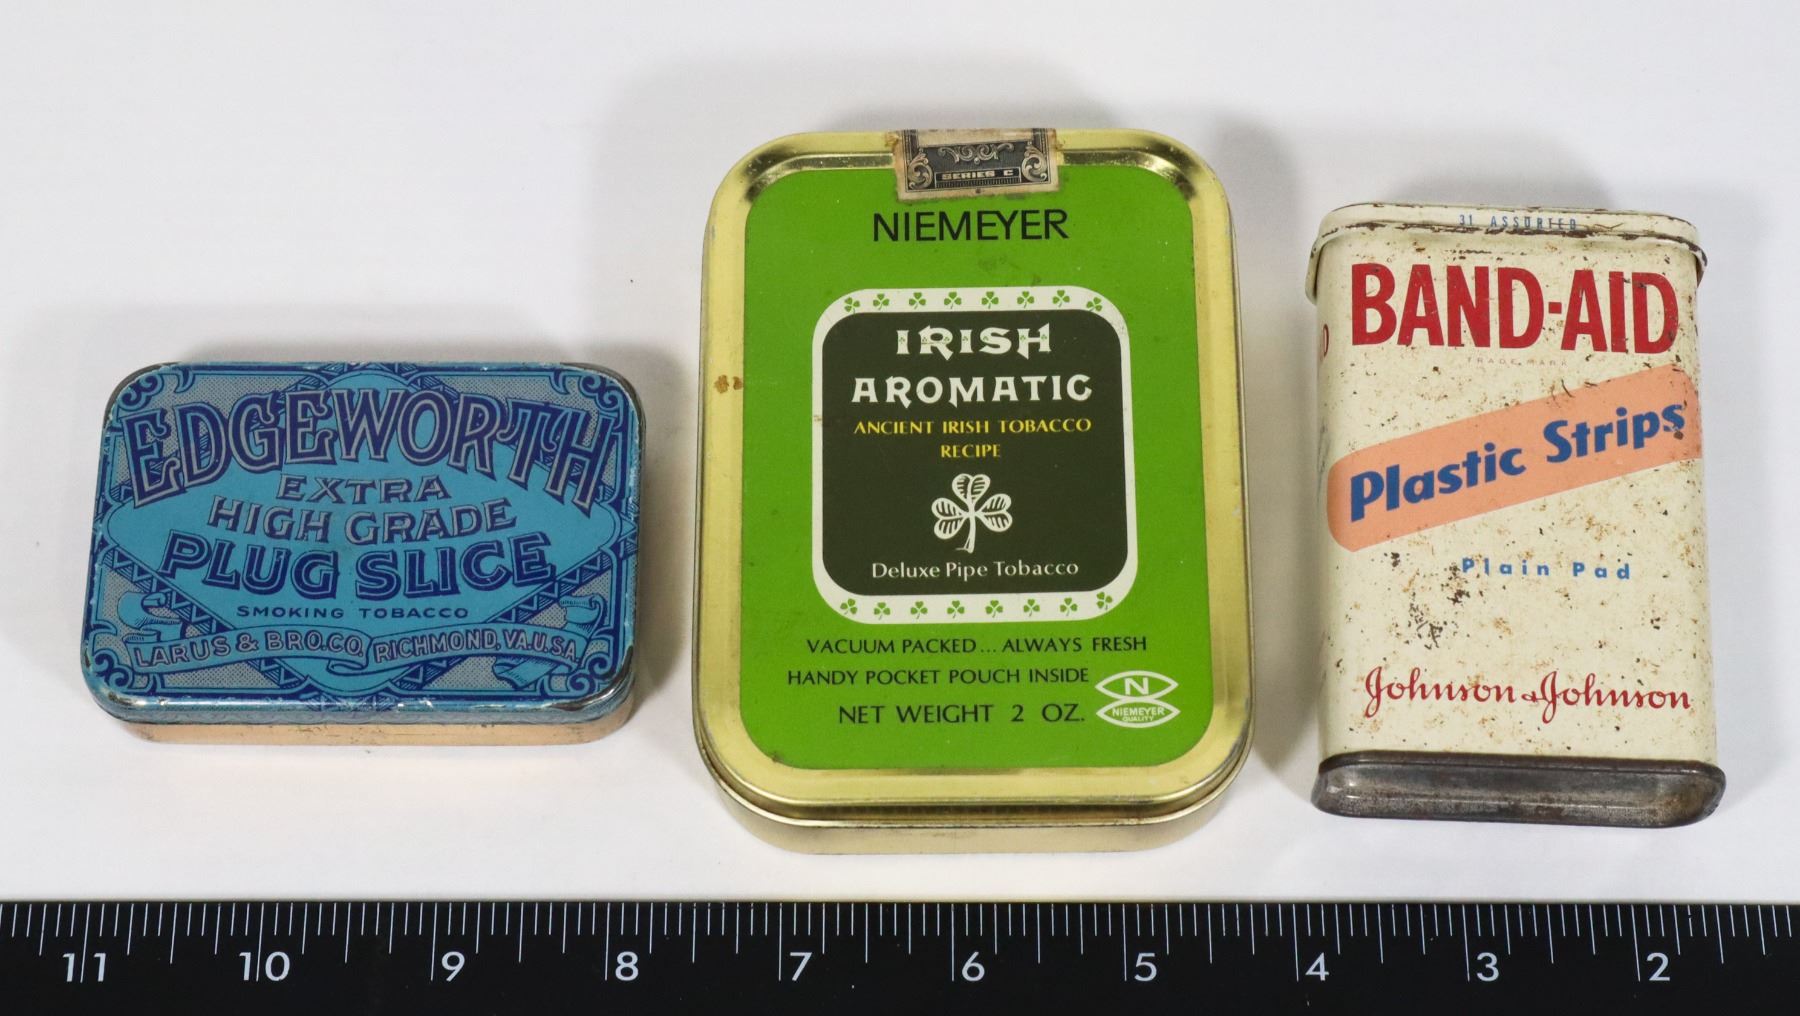 EDGEWORTH
EXTRA
HIGH GRADE
PLUG SLICE
SMOKING TOBACCO
LARUS & BRO. CO. RICHMOND, VA. U.S.A.
SERIES C
NIEMEYER
IRISH
AROMATIC
ANCIENT IRISH TOBACCO
RECIPE
Deluxe Pipe Tobacco
VACUUM PACKED... ALWAYS FRESH
HANDY POCKET POUCH INSIDE
NET WEIGHT 2 OZ.
N
NIEMEYER
QUALITY
31 ASSORTED
BAND-AID
TRADE MARK
Plastic Strips
Plain Pad
Johnson & Johnson
11 10 9 8 7 6 5 4 3 2